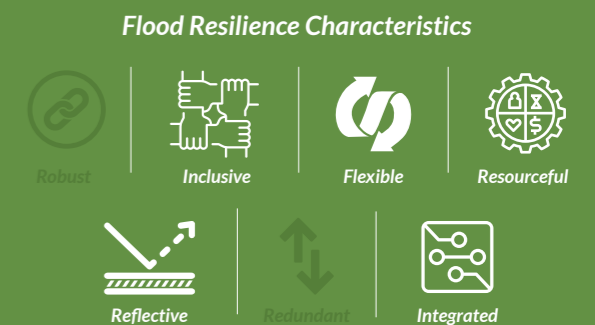 Flood Resilience Characteristics
Robust Inclusive Flexible Resourceful
Reflective Redundant Integrated